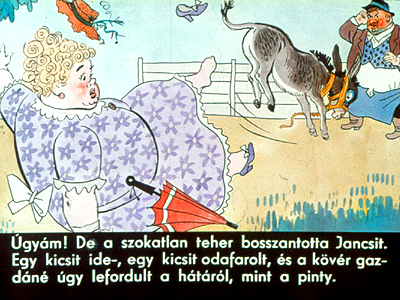 Úgyám! De a szokatlan teher bosszantotta Jancsit.
Egy kicsit ide-, egy kicsit odafarolt, és a kövér gaz-
dáné úgy lefordult a hátáról, mint a pinty.